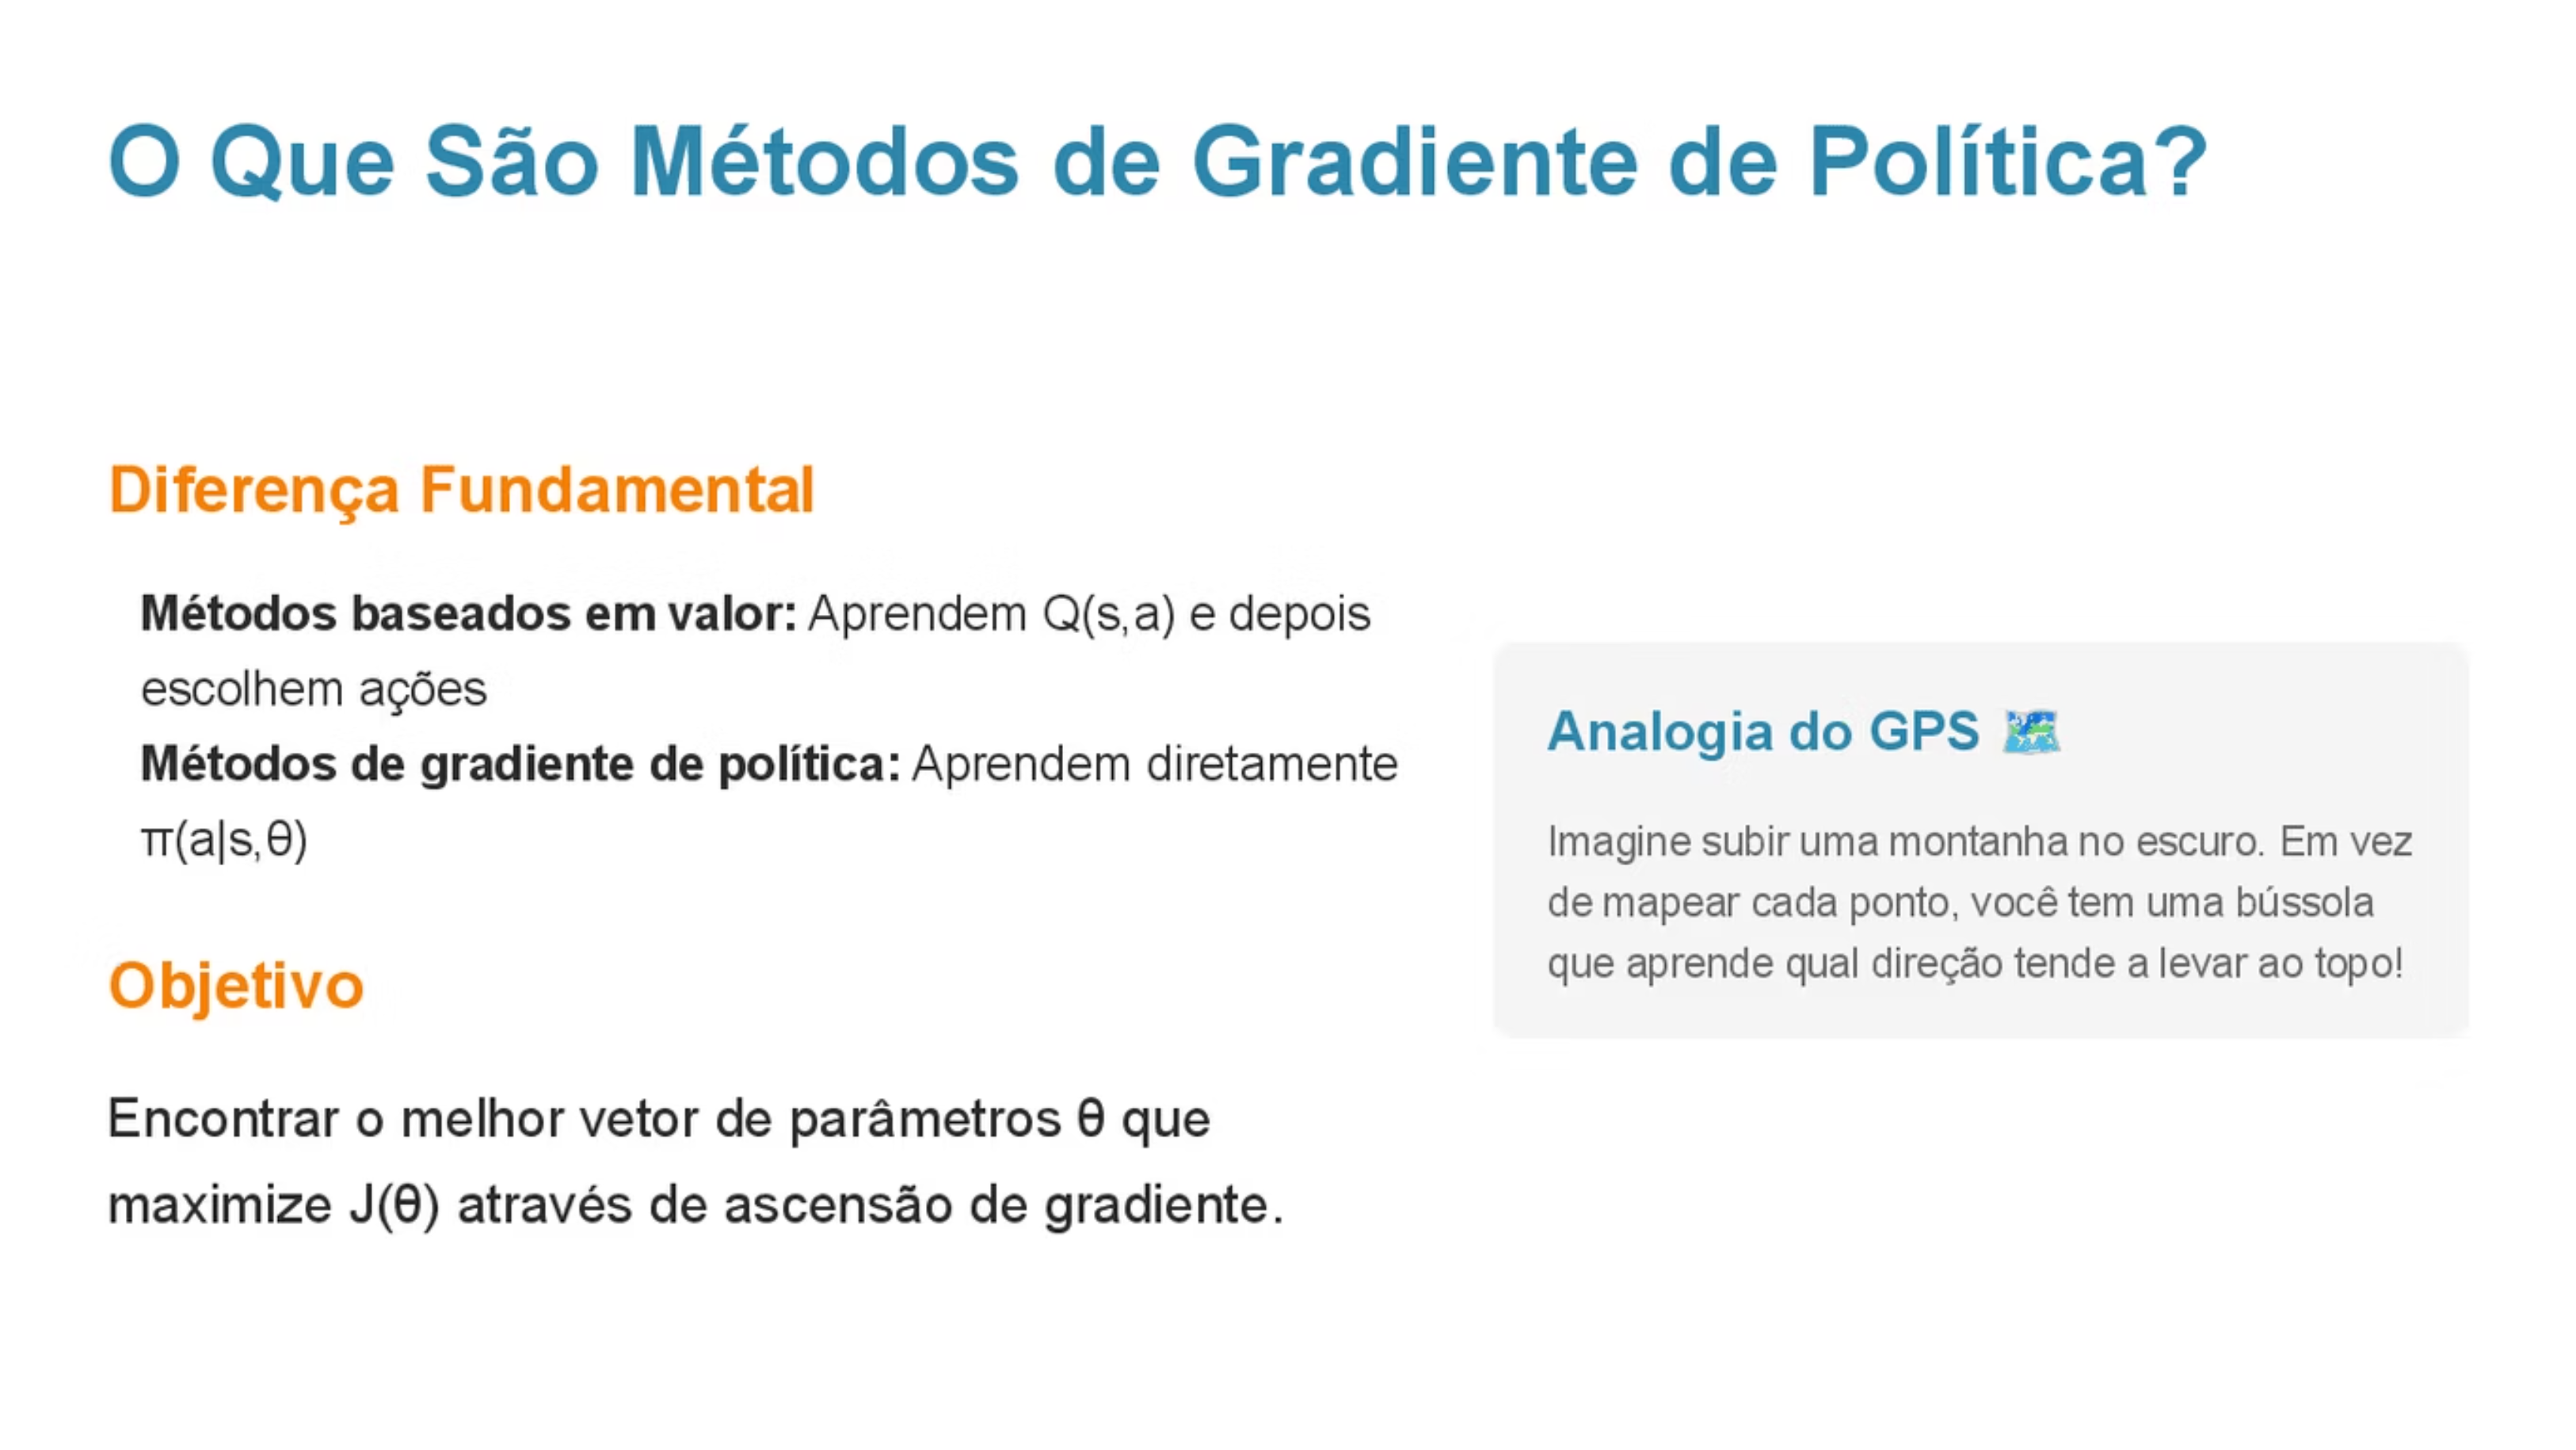 O Que São Métodos de Gradiente de Política?
Diferença Fundamental
Métodos baseados em valor: Aprendem Q(s,a) e depois
escolhem ações
Métodos de gradiente de política: Aprendem diretamente
π(a|s,θ)
Objetivo
Encontrar o melhor vetor de parâmetros θ que
maximize J(θ) através de ascensão de gradiente.
Analogia do GPS 🗺️
Imagine subir uma montanha no escuro. Em vez
de mapear cada ponto, você tem uma bússola
que aprende qual direção tende a levar ao topo!